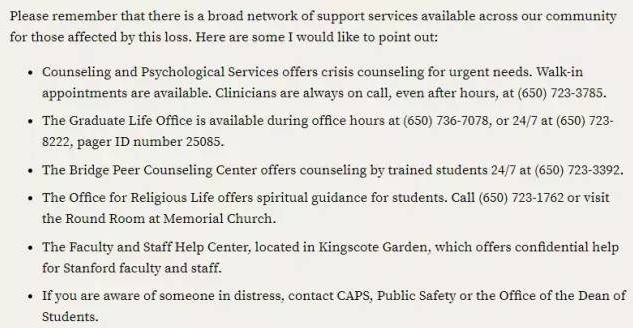 Please remember that there is a broad network of support services available across our community
for those affected by this loss. Here are some I would like to point out:
• Counseling and Psychological Services offers crisis counseling for urgent needs. Walk-in
appointments are available. Clinicians are always on call, even after hours, at (650) 723-3785.
• The Graduate Life Office is available during office hours at (650) 736-7078, or 24/7 at (650) 723-
8222, pager ID number 25085.
• The Bridge Peer Counseling Center offers counseling by trained students 24/7 at (650) 723-3392.
• The Office for Religious Life offers spiritual guidance for students. Call (650) 723-1762 or visit
the Round Room at Memorial Church.
• The Faculty and Staff Help Center, located in Kingscote Garden, which offers confidential help
for Stanford faculty and staff.
• If you are aware of someone in distress, contact CAPS, Public Safety or the Office of the Dean of
Students.